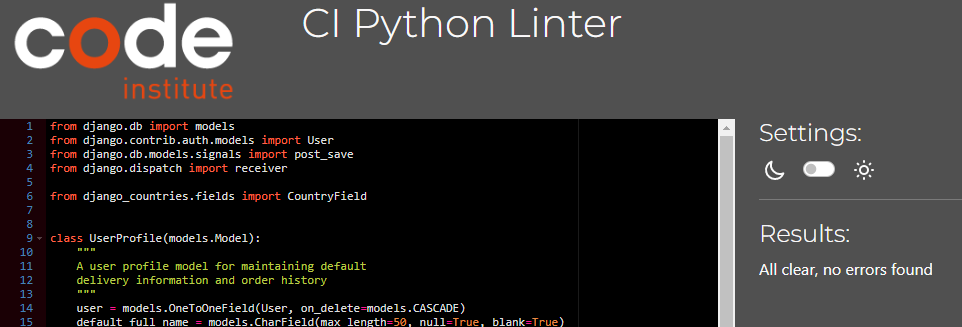 code
institute
CI Python Linter
1 from django.db import models
2 from django.contrib.auth.models import User
3 from django.db.models.signals import post_save
4 from django.dispatch import receiver
5
6 from django_countries.fields import CountryField
7
8
9 class UserProfile(models.Model):
10 """
11 A user profile model for maintaining default
12 delivery information and order history
13 """
14 user = models.OneToOneField(User, on_delete=models.CASCADE)
15 default_full_name = models.CharField(max_length=50, null=True, blank=True)
Settings:
Results:
All clear, no errors found